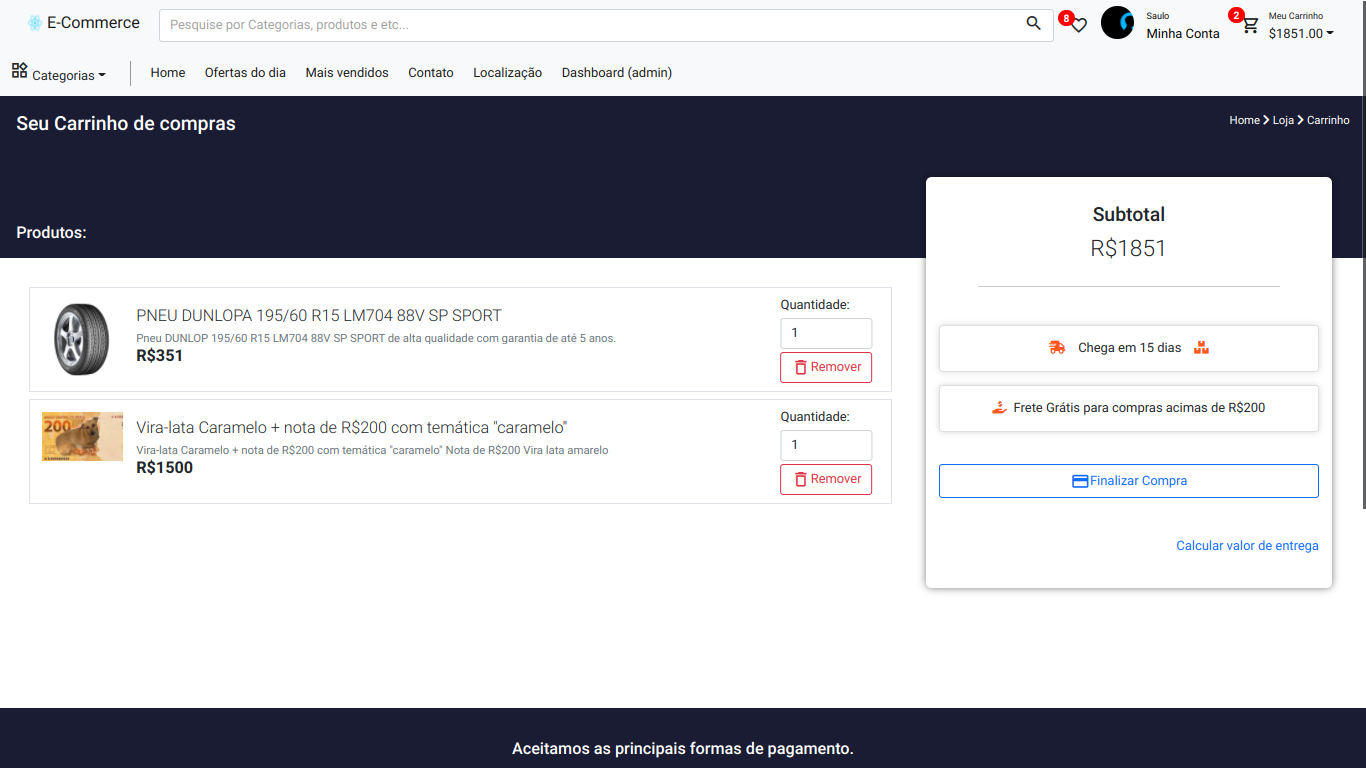 E-Commerce
Pesquise por Categorias, produtos e etc...
8
Saulo
Minha Conta
2
Meu Carrinho
$1851.00
Categorias
Home
Ofertas do dia
Mais vendidos
Contato
Localização
Dashboard (admin)
Seu Carrinho de compras
Home
Loja
Carrinho
Produtos:
Subtotal
R$1851
Chega em 15 dias
Frete Grátis para compras acimas de R$200
Finalizar Compra
Calcular valor de entrega
PNEU DUNLOPA 195/60 R15 LM704 88V SP SPORT
Pneu DUNLOP 195/60 R15 LM704 88V SP SPORT de alta qualidade com garantia de até 5 anos.
R$351
Quantidade:
1
Remover
200
Vira-lata Caramelo + nota de R$200 com temática "caramelo"
Vira-lata Caramelo + nota de R$200 com temática "caramelo" Nota de R$200 Vira lata amarelo
R$1500
Quantidade:
1
Remover
Aceitamos as principais formas de pagamento.